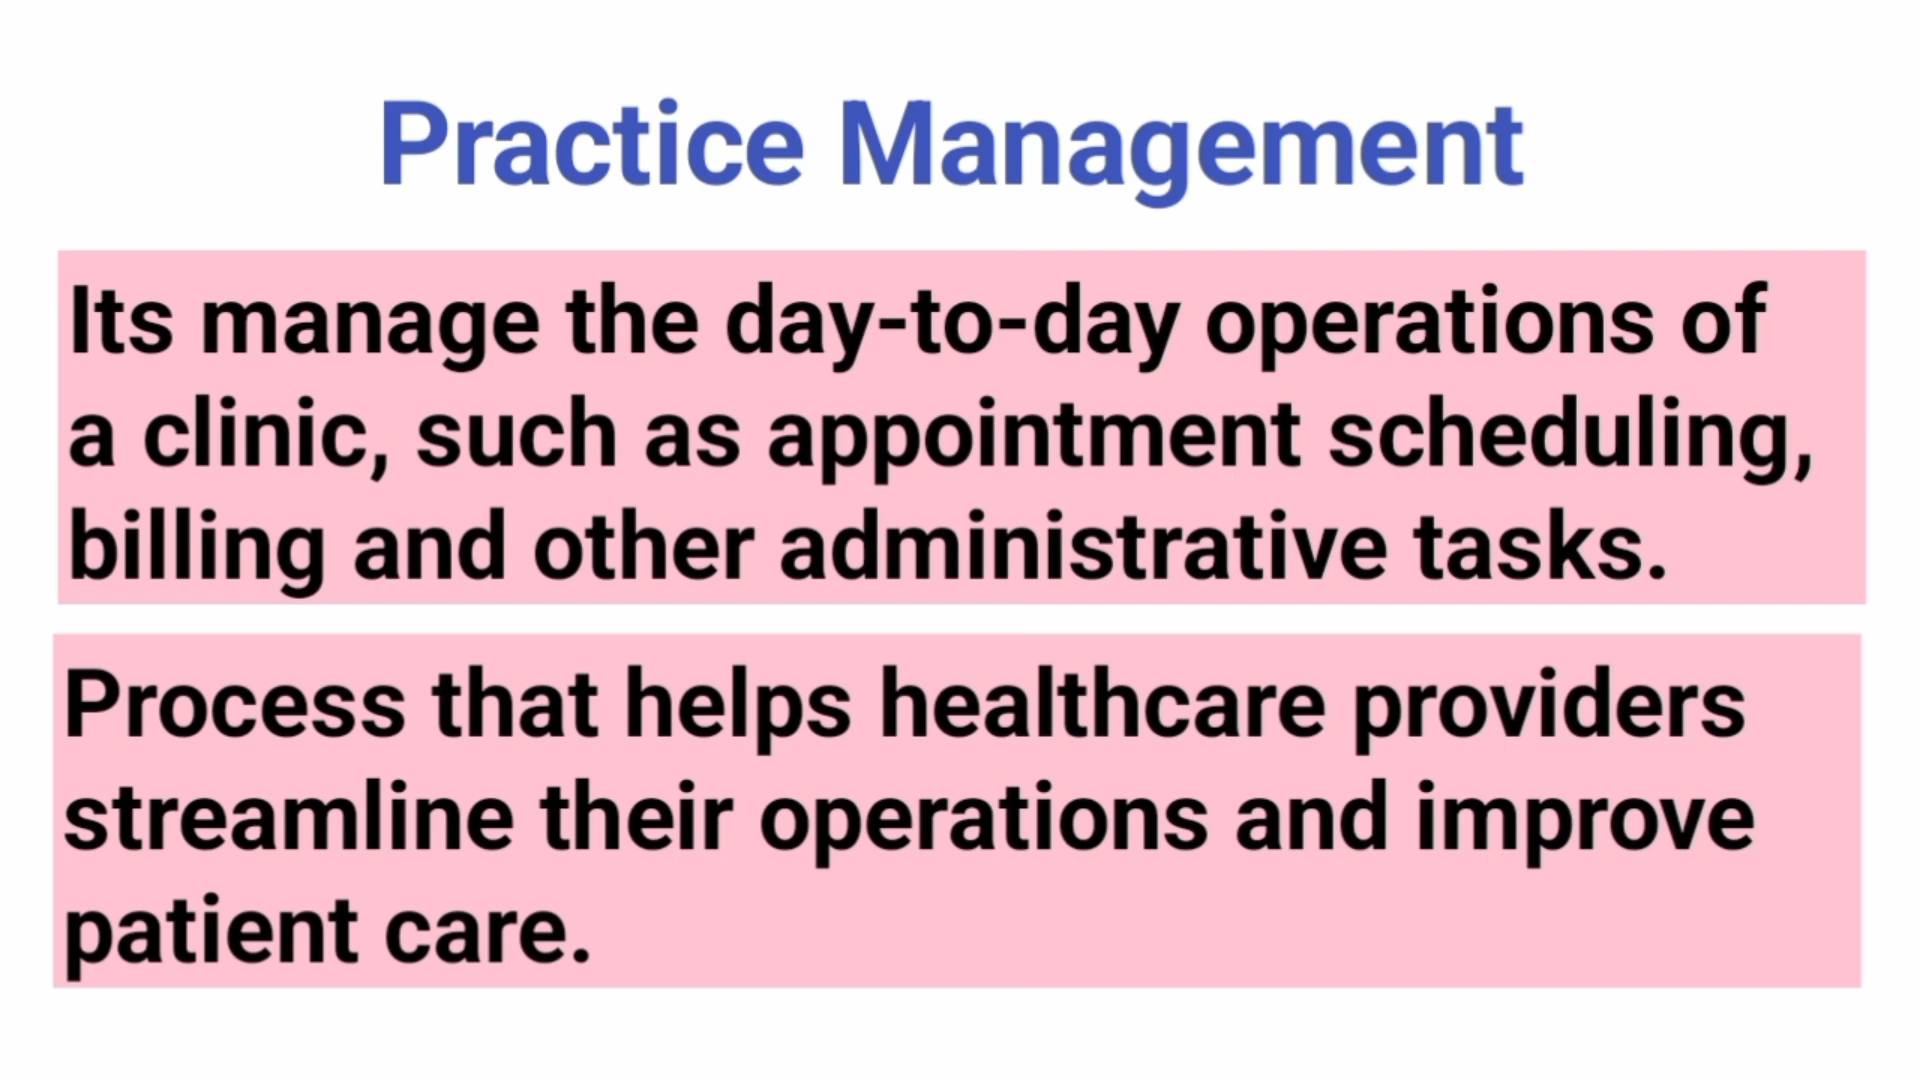 Practice Management
Its manage the day-to-day operations of
a clinic, such as appointment scheduling,
billing and other administrative tasks.
Process that helps healthcare providers
streamline their operations and improve
patient care.